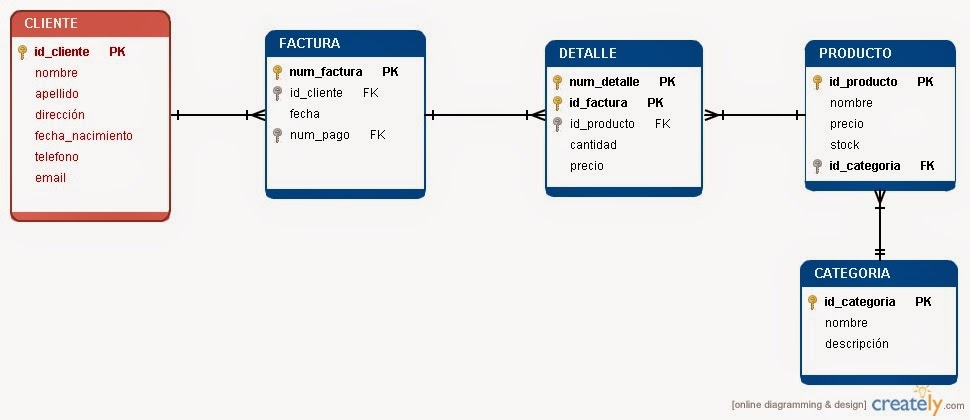 CLIENTE
id_cliente PK
nombre
apellido
dirección
fecha_nacimiento
telefono
email
FACTURA
num_factura PK
id_cliente FK
fecha
num_pago FK
DETALLE
num_detalle PK
id_factura PK
id_producto FK
cantidad
precio
PRODUCTO
id_producto PK
nombre
precio
stock
id_categoria FK
CATEGORIA
id_categoria PK
nombre
descripción
[online diagramming & design] creately.com